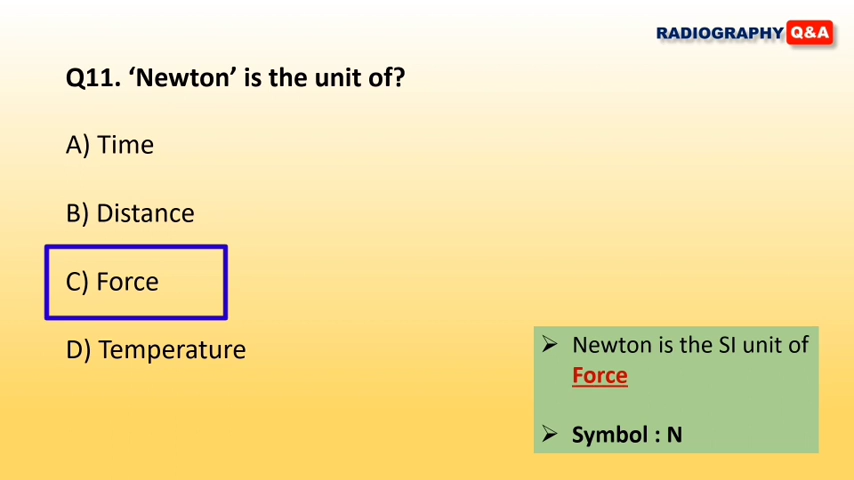 RADIOGRAPHY Q&A
Q11. ‘Newton’ is the unit of?
A) Time
B) Distance
C) Force
D) Temperature
➢ Newton is the SI unit of
Force
➢ Symbol : N